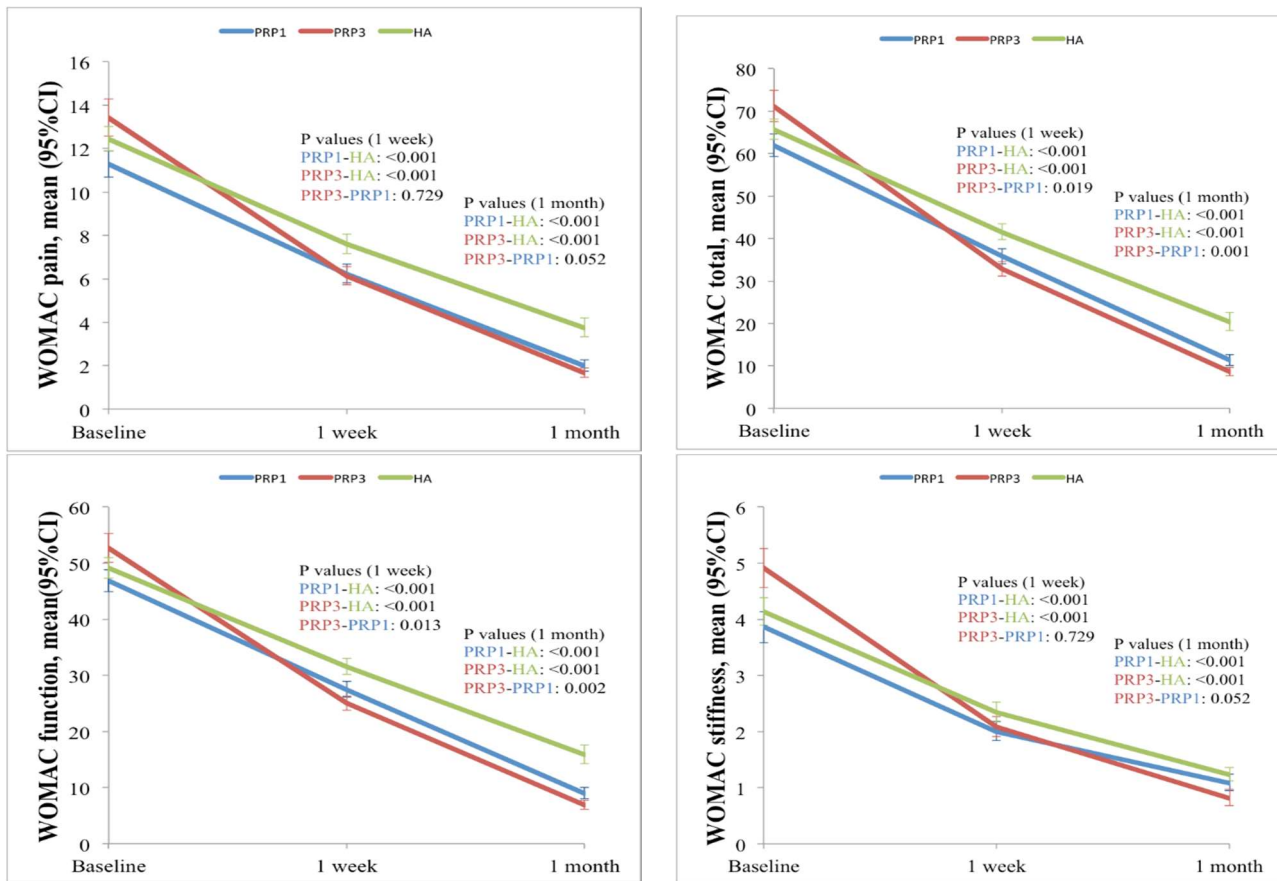 PRP1 PRP3 HA
WOMAC pain, mean (95%CI)
16
14
12
10
8
6
4
2
0
P values (1 week)
PRP1-HA: <0.001
PRP3-HA: <0.001
PRP3-PRP1: 0.729
P values (1 month)
PRP1-HA: <0.001
PRP3-HA: <0.001
PRP3-PRP1: 0.052
Baseline 1 week 1 month
PRP1 PRP3 HA
WOMAC total, mean (95%CI)
80
70
60
50
40
30
20
10
0
P values (1 week)
PRP1-HA: <0.001
PRP3-HA: <0.001
PRP3-PRP1: 0.019
P values (1 month)
PRP1-HA: <0.001
PRP3-HA: <0.001
PRP3-PRP1: 0.001
Baseline 1 week 1 month
PRP1 PRP3 HA
WOMAC function, mean(95%CI)
60
50
40
30
20
10
0
P values (1 week)
PRP1-HA: <0.001
PRP3-HA: <0.001
PRP3-PRP1: 0.013
P values (1 month)
PRP1-HA: <0.001
PRP3-HA: <0.001
PRP3-PRP1: 0.002
Baseline 1 week 1 month
PRP1 PRP3 HA
WOMAC stiffness, mean (95%CI)
6
5
4
3
2
1
0
P values (1 week)
PRP1-HA: <0.001
PRP3-HA: <0.001
PRP3-PRP1: 0.729
P values (1 month)
PRP1-HA: <0.001
PRP3-HA: <0.001
PRP3-PRP1: 0.052
Baseline 1 week 1 month